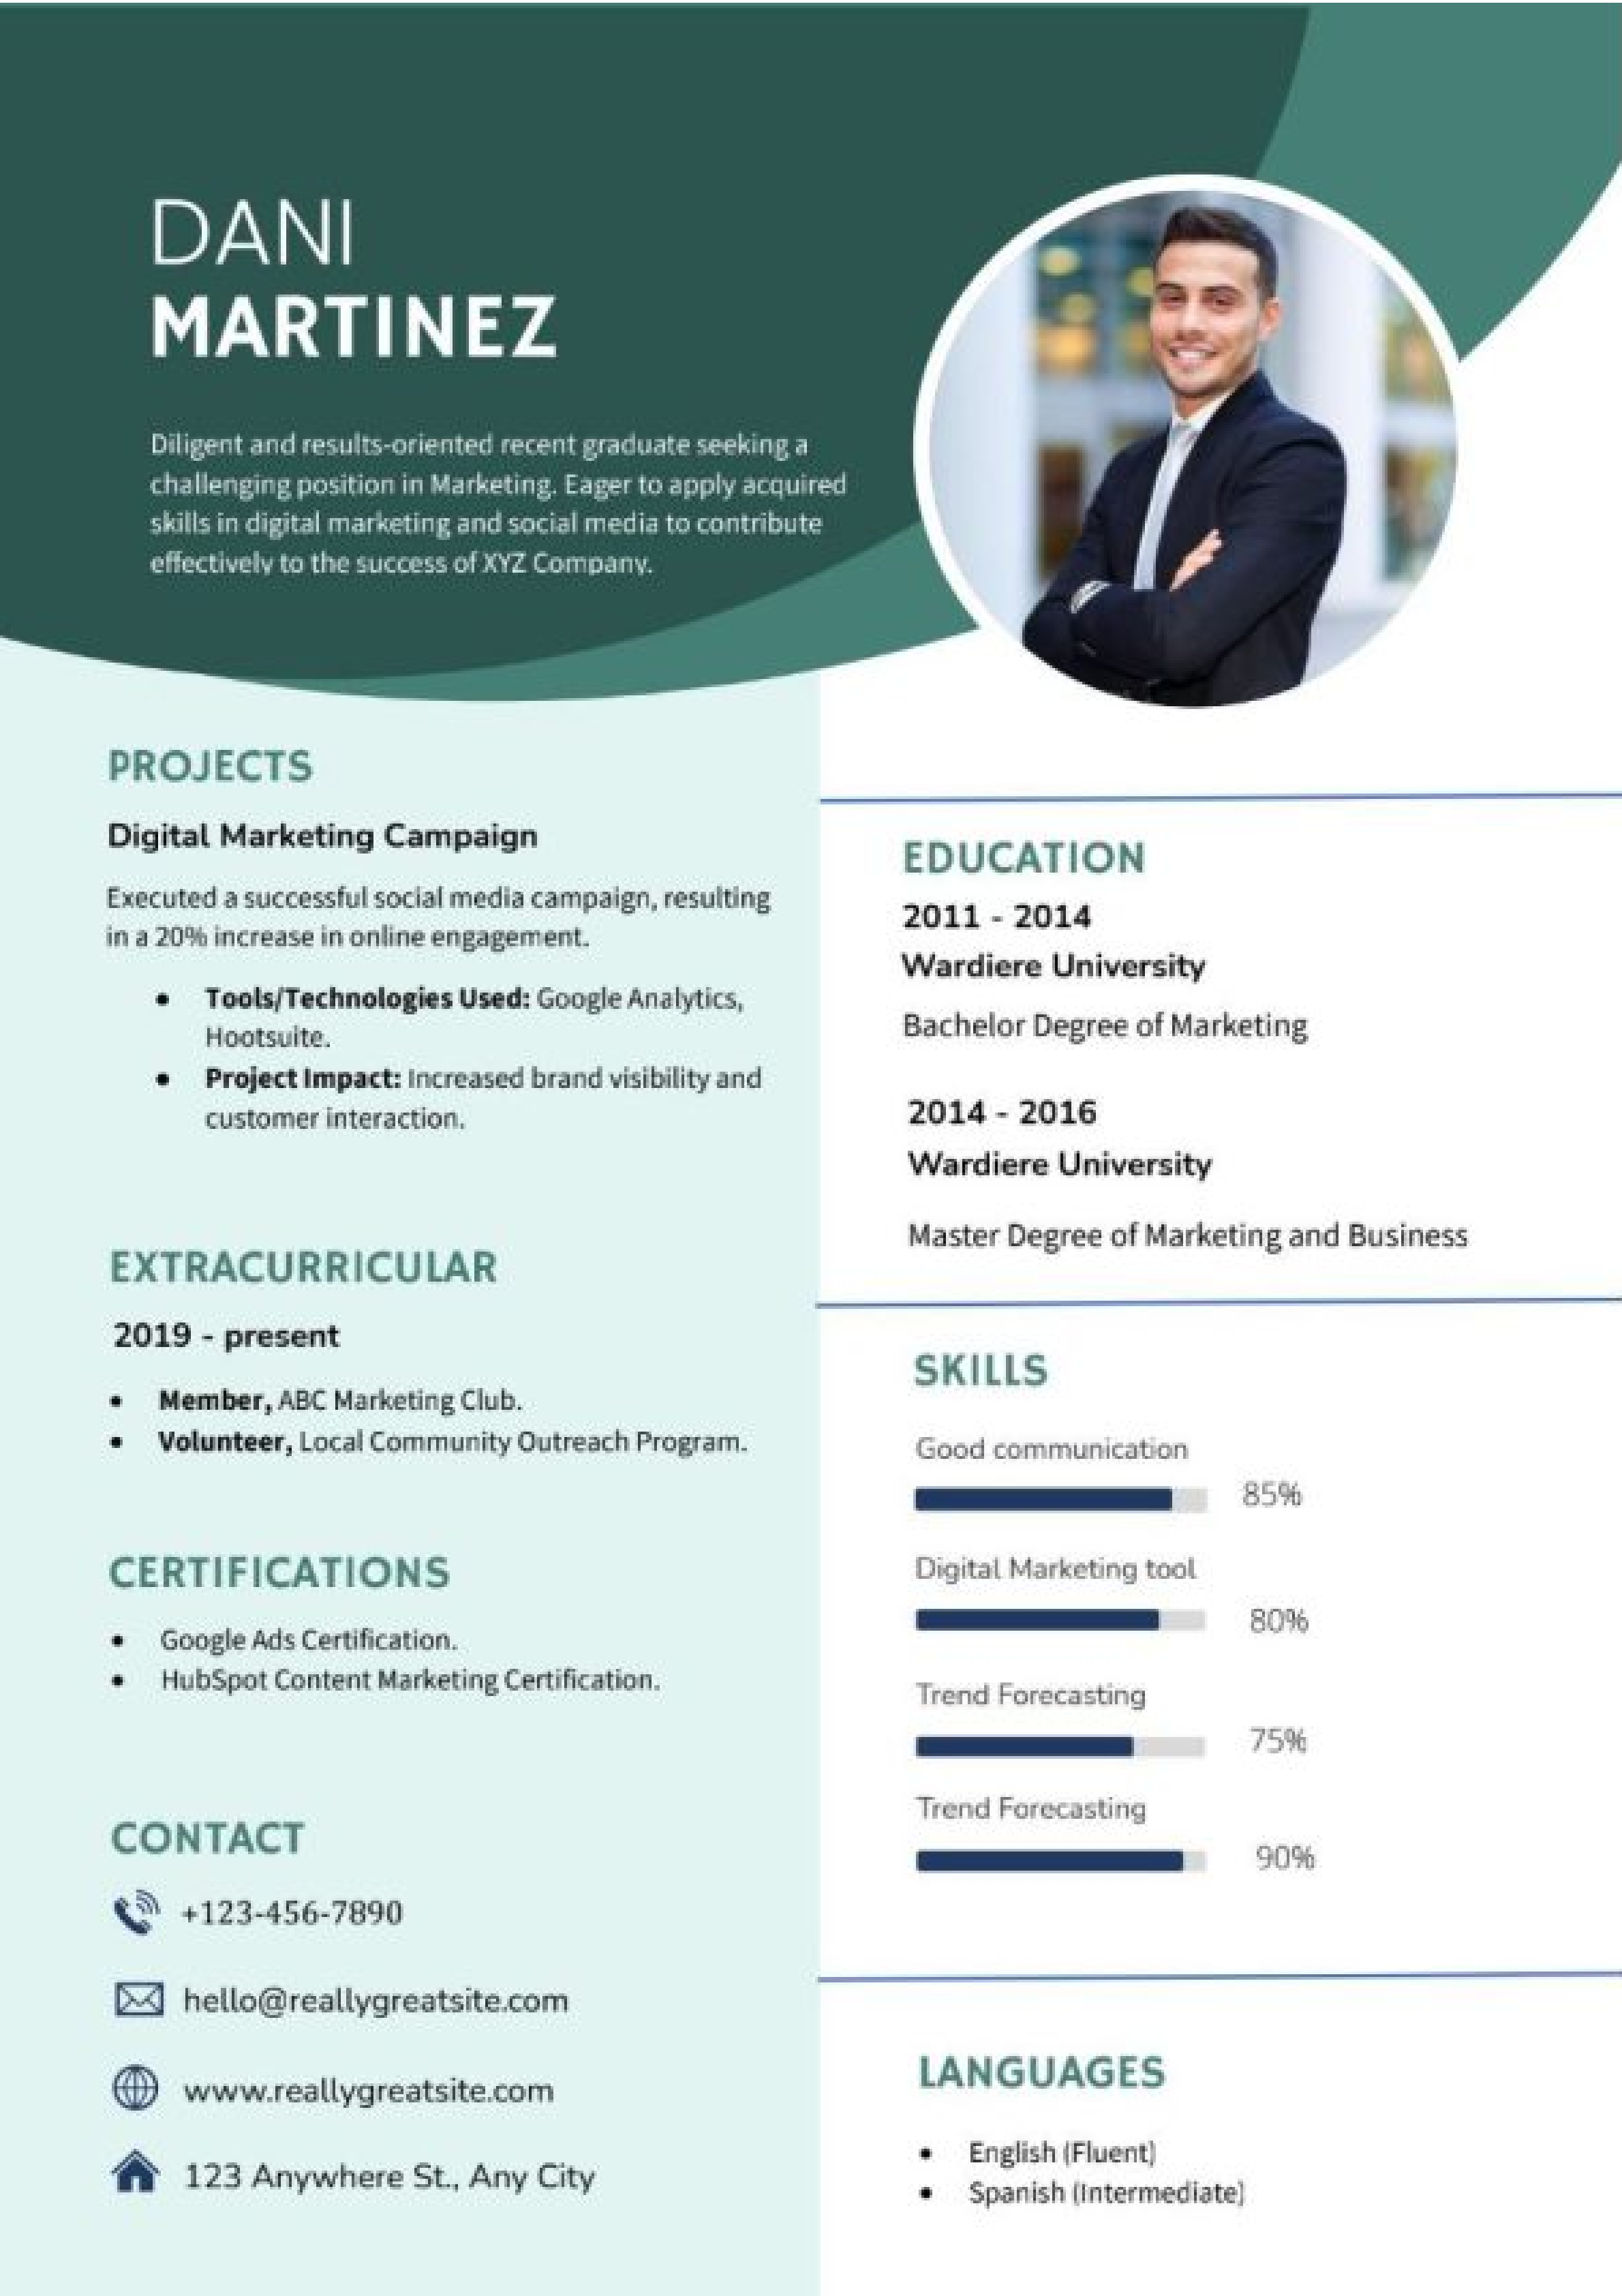 DANI
MARTINEZ
Diligent and results-oriented recent graduate seeking a
challenging position in Marketing. Eager to apply acquired
skills in digital marketing and social media to contribute
effectively to the success of XYZ Company.
PROJECTS
Digital Marketing Campaign
Executed a successful social media campaign, resulting
in a 20% increase in online engagement.
• Tools/Technologies Used: Google Analytics,
Hootsuite.
• Project Impact: Increased brand visibility and
customer interaction.
EXTRACURRICULAR
2019 - present
• Member, ABC Marketing Club.
• Volunteer, Local Community Outreach Program.
CERTIFICATIONS
• Google Ads Certification.
• HubSpot Content Marketing Certification.
CONTACT
+123-456-7890
hello@reallygreatsite.com
www.reallygreatsite.com
123 Anywhere St., Any City
EDUCATION
2011 - 2014
Wardiere University
Bachelor Degree of Marketing
2014 - 2016
Wardiere University
Master Degree of Marketing and Business
SKILLS
Good communication
85%
Digital Marketing tool
80%
Trend Forecasting
75%
Trend Forecasting
90%
LANGUAGES
• English (Fluent)
• Spanish (Intermediate)